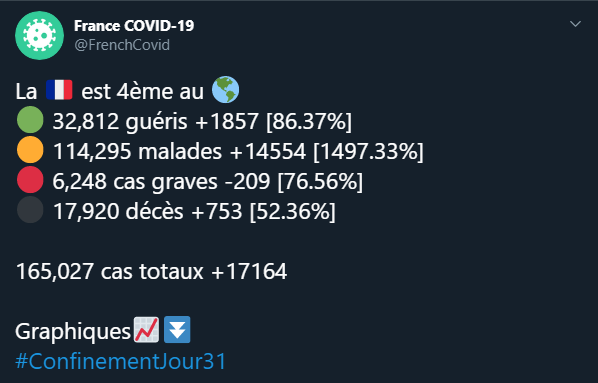 France COVID-19
@FrenchCovid
La 🇫🇷 est 4ème au 🌎
🟢 32,812 guéris +1857 [86.37%]
🟠 114,295 malades +14554 [1497.33%]
🔴 6,248 cas graves -209 [76.56%]
⚫ 17,920 décès +753 [52.36%]
165,027 cas totaux +17164
Graphiques📈⏬
#ConfinementJour31